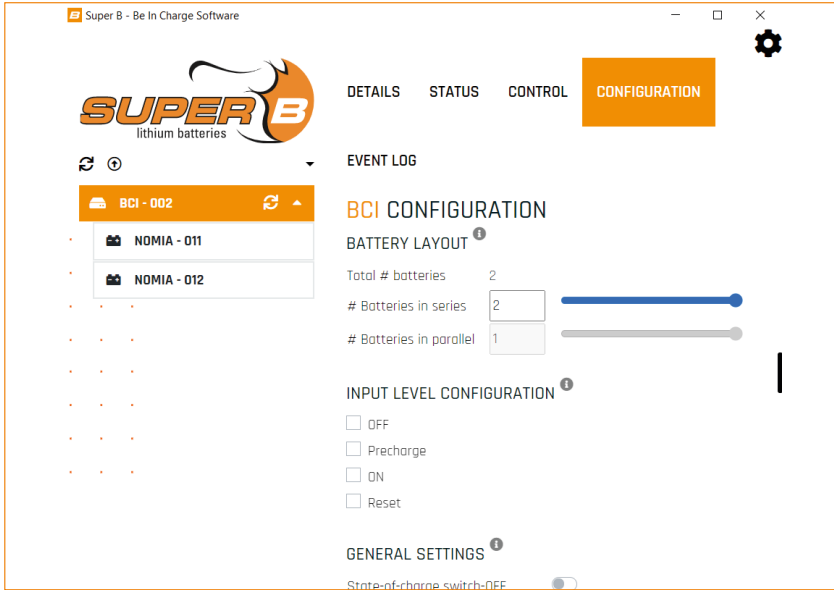 Super B - Be In Charge Software
SUPER B
lithium batteries
DETAILS STATUS CONTROL CONFIGURATION
EVENT LOG
BCI - 002
NOMIA - 011
NOMIA - 012
BCI CONFIGURATION
BATTERY LAYOUT
Total # batteries 2
# Batteries in series 2
# Batteries in parallel 1
INPUT LEVEL CONFIGURATION
OFF
Precharge
ON
Reset
GENERAL SETTINGS
State-of-charge switch-OFF